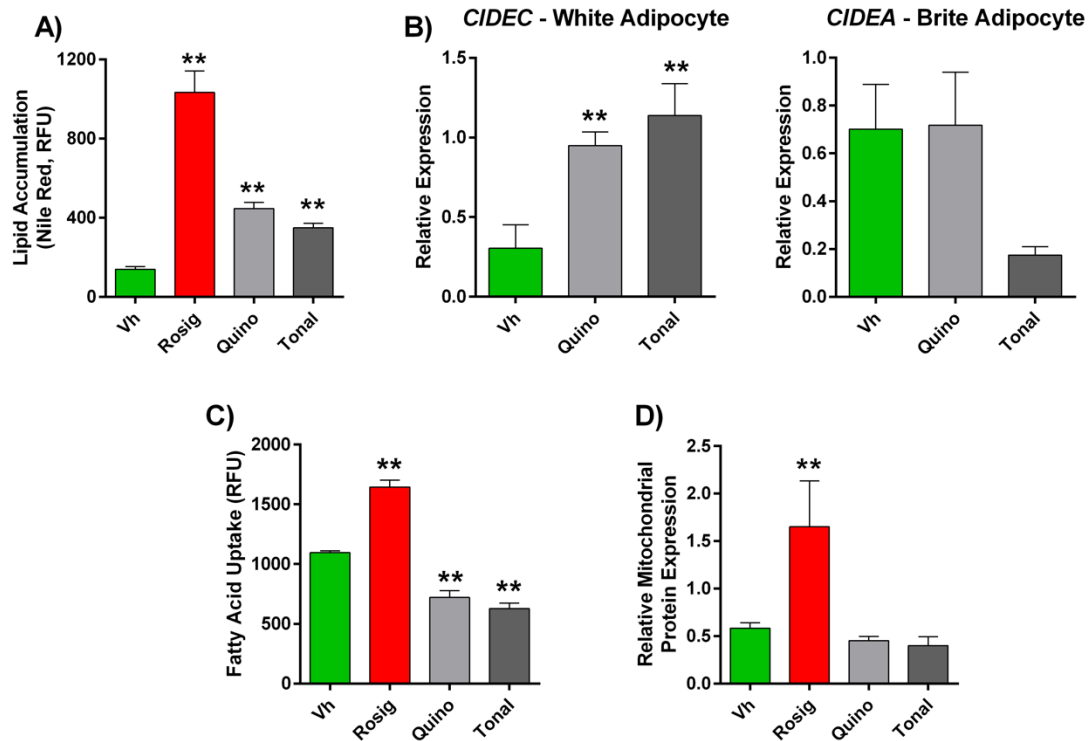 A)
Lipid Accumulation
(Nile Red, RFU)
1200
800
400
0
**
**
**
Vh
Rosig
Quino
Tonal
B)
CIDEC - White Adipocyte
Relative Expression
1.5
1.0
0.5
0.0
**
**
Vh
Quino
Tonal
CIDEA - Brite Adipocyte
Relative Expression
1.0
0.8
0.6
0.4
0.2
0.0
Vh
Quino
Tonal
C)
Fatty Acid Uptake (RFU)
2000
1500
1000
500
0
**
**
**
Vh
Rosig
Quino
Tonal
D)
Relative Mitochondrial
Protein Expression
2.5
2.0
1.5
1.0
0.5
0.0
**
Vh
Rosig
Quino
Tonal